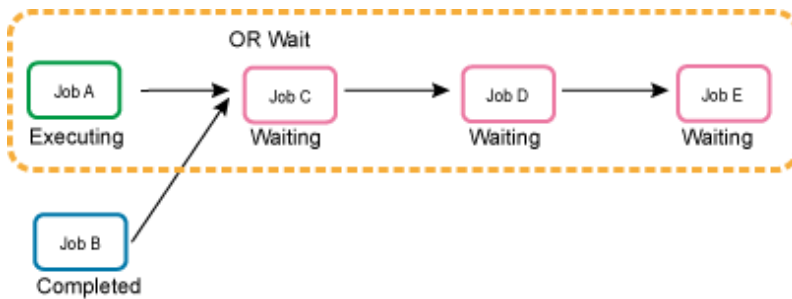 OR Wait
Job A
Job C
Job D
Job E
Executing
Waiting
Waiting
Waiting
Job B
Completed